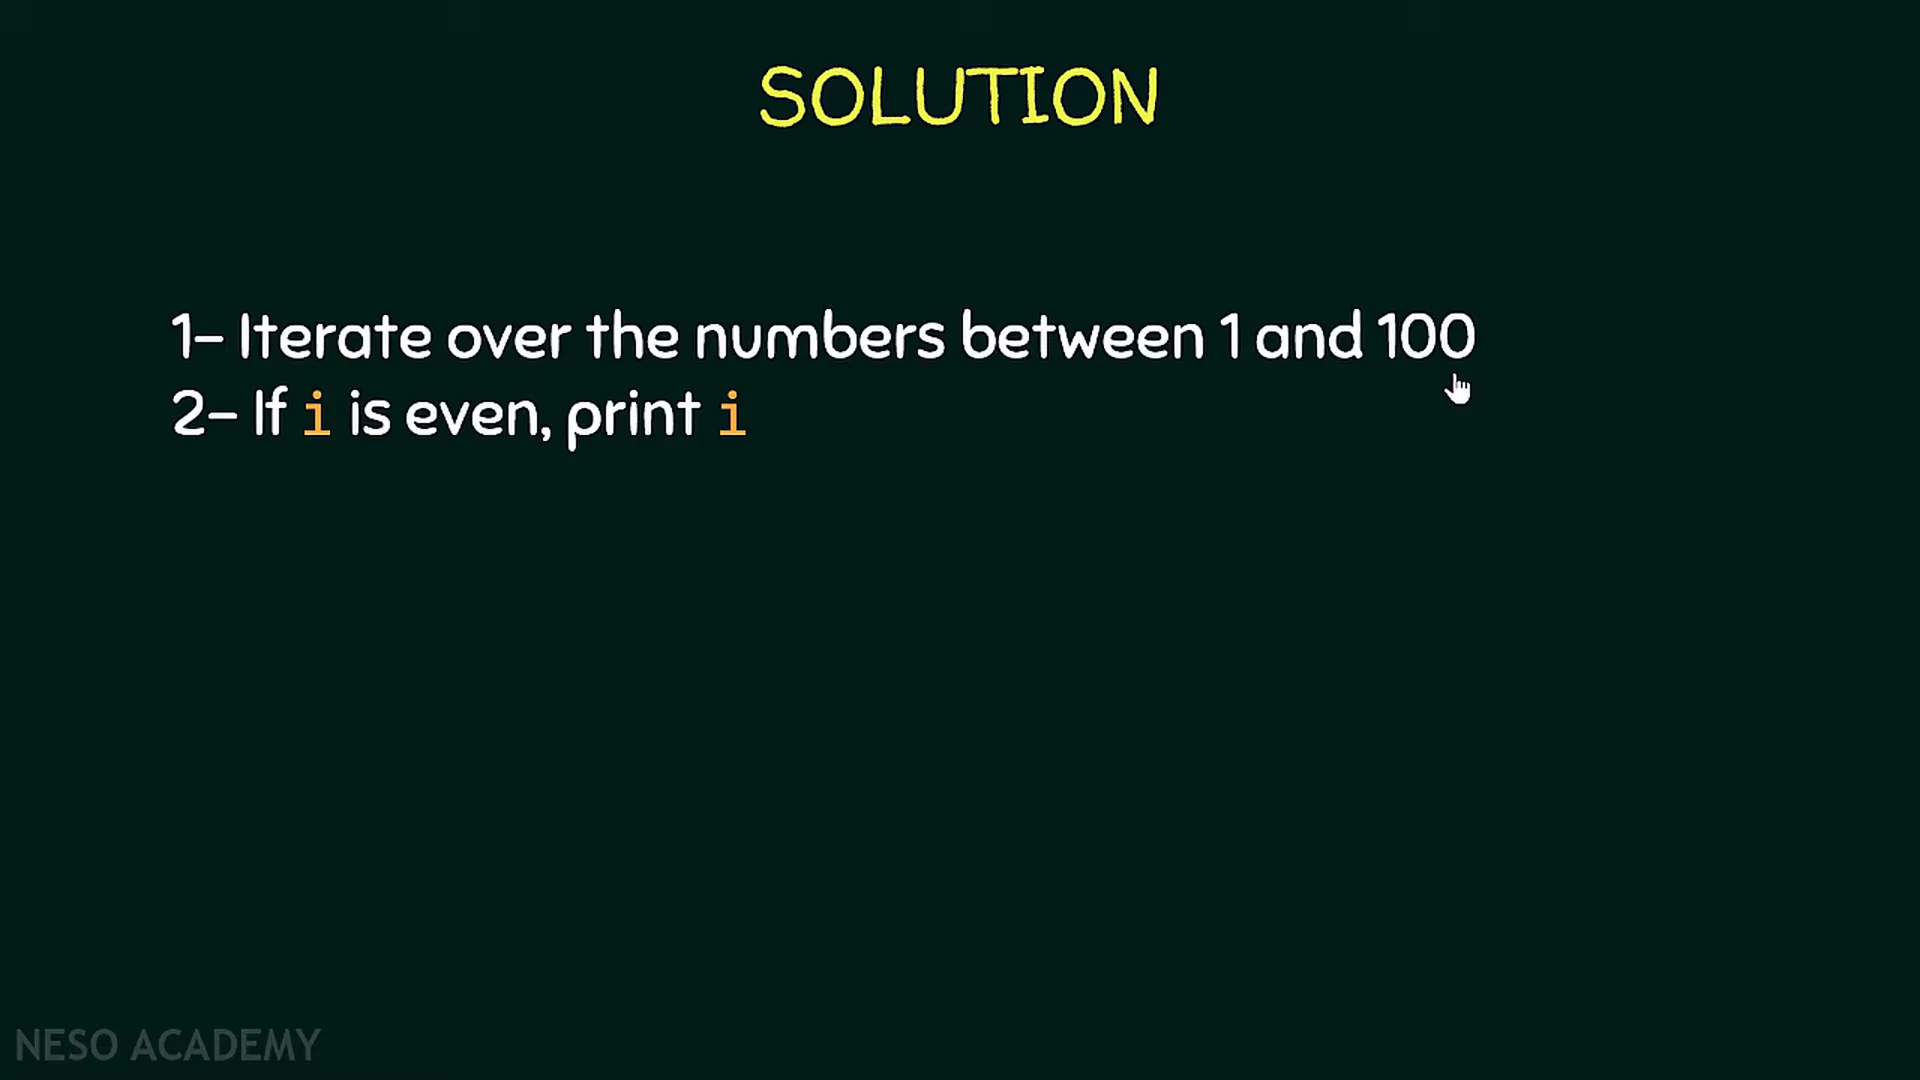 SOLUTION
1- Iterate over the numbers between 1 and 100
2- If i is even, print i
NESO ACADEMY